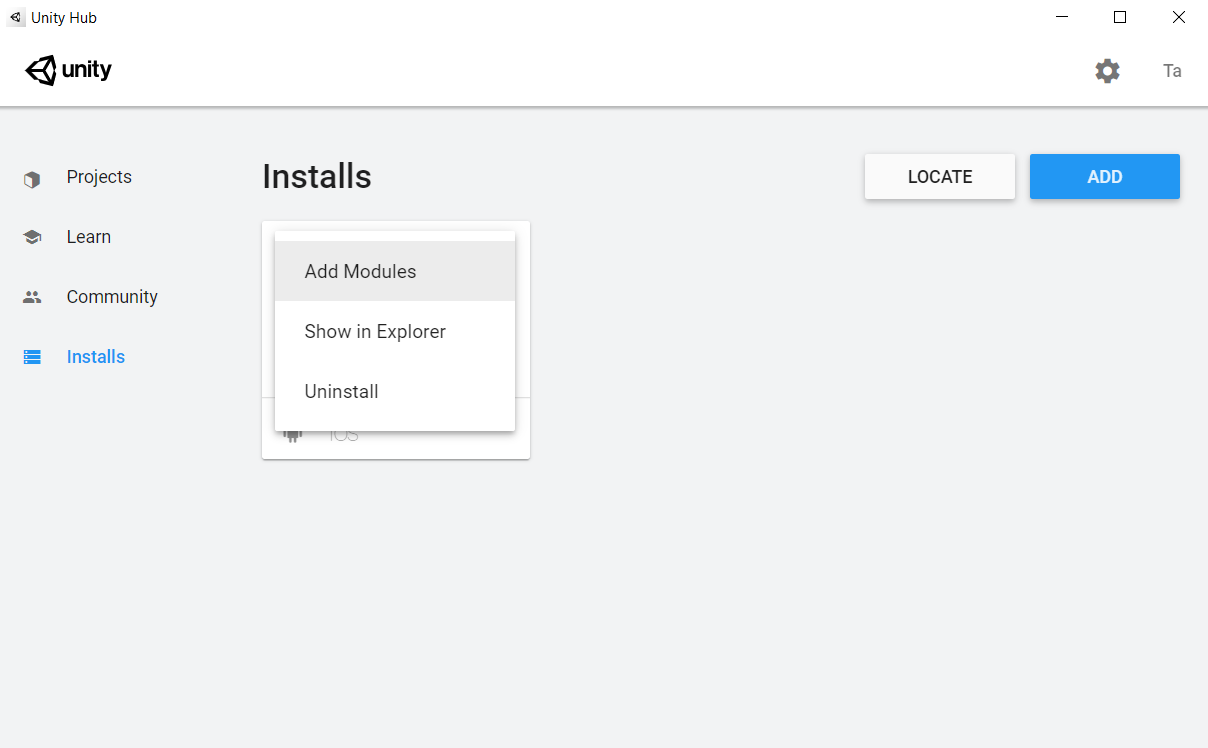 Unity Hub
unity
Ta
Projects
Learn
Community
Installs
Installs
LOCATE
ADD
Add Modules
Show in Explorer
Uninstall
iOS